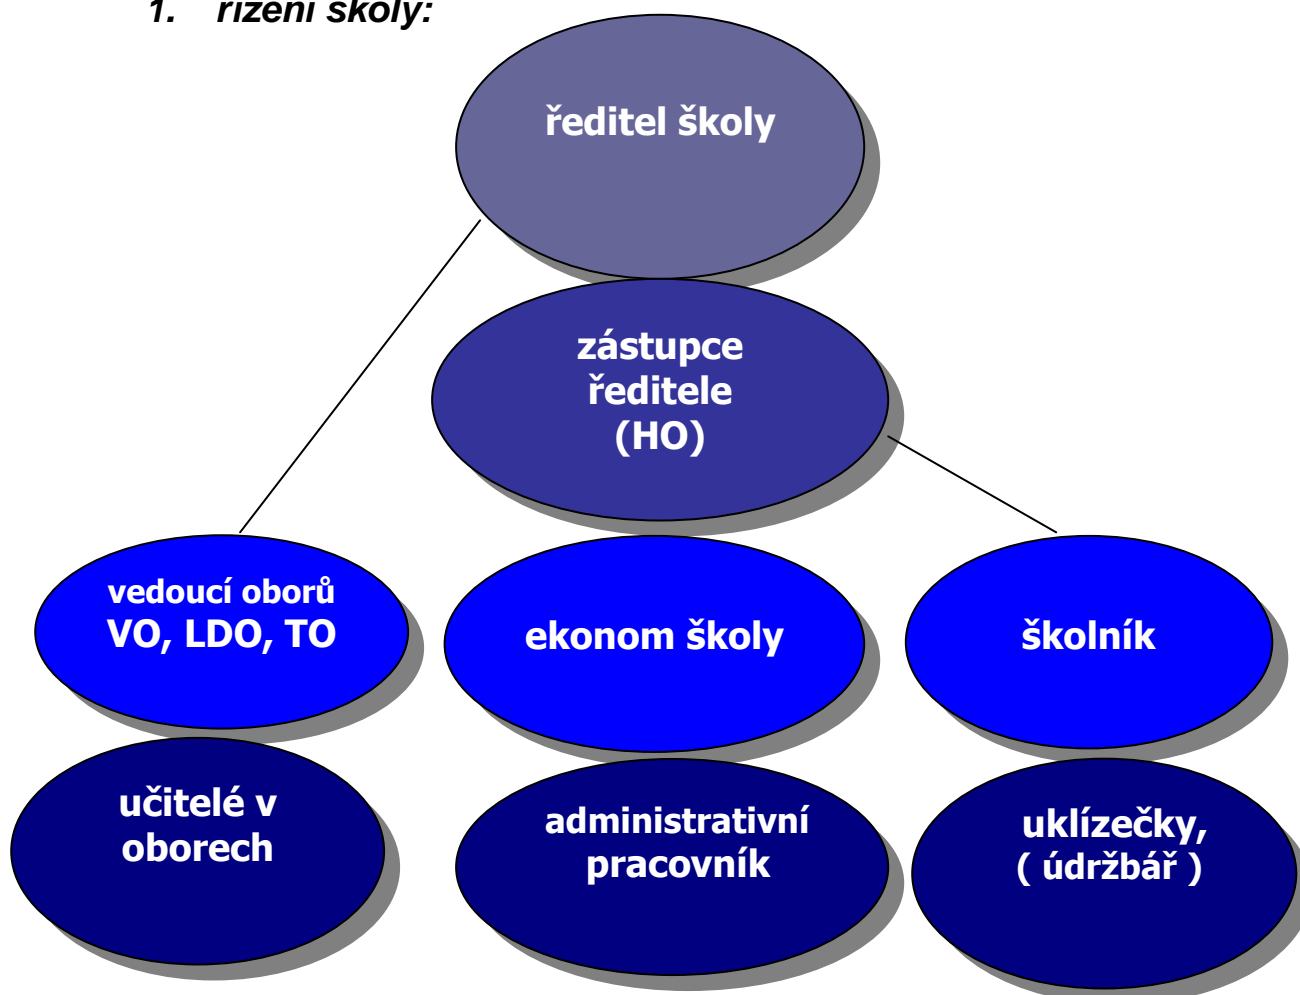 1. řízení školy:
ředitel školy
zástupce
ředitele
(HO)
vedoucí oborů
VO, LDO, TO
ekonom školy
školník
učitelé v
oborech
administrativní
pracovník
uklízečky,
( údržbář )